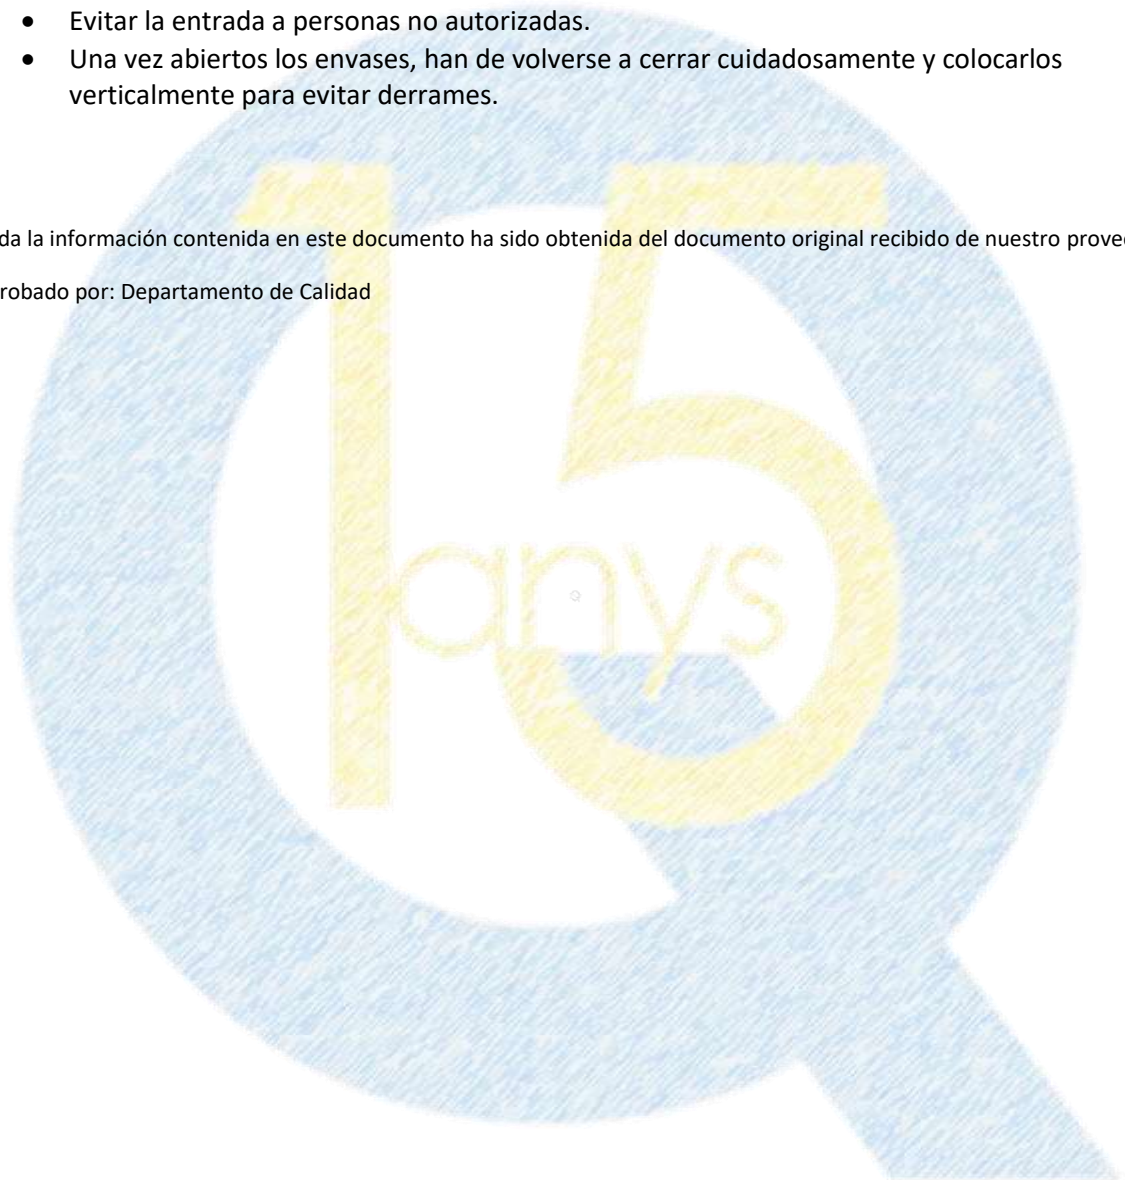 • Evitar la entrada a personas no autorizadas.
• Una vez abiertos los envases, han de volverse a cerrar cuidadosamente y colocarlos
verticalmente para evitar derrames.
da la información contenida en este documento ha sido obtenida del documento original recibido de nuestro prove
robado por: Departamento de Calidad
15
anys